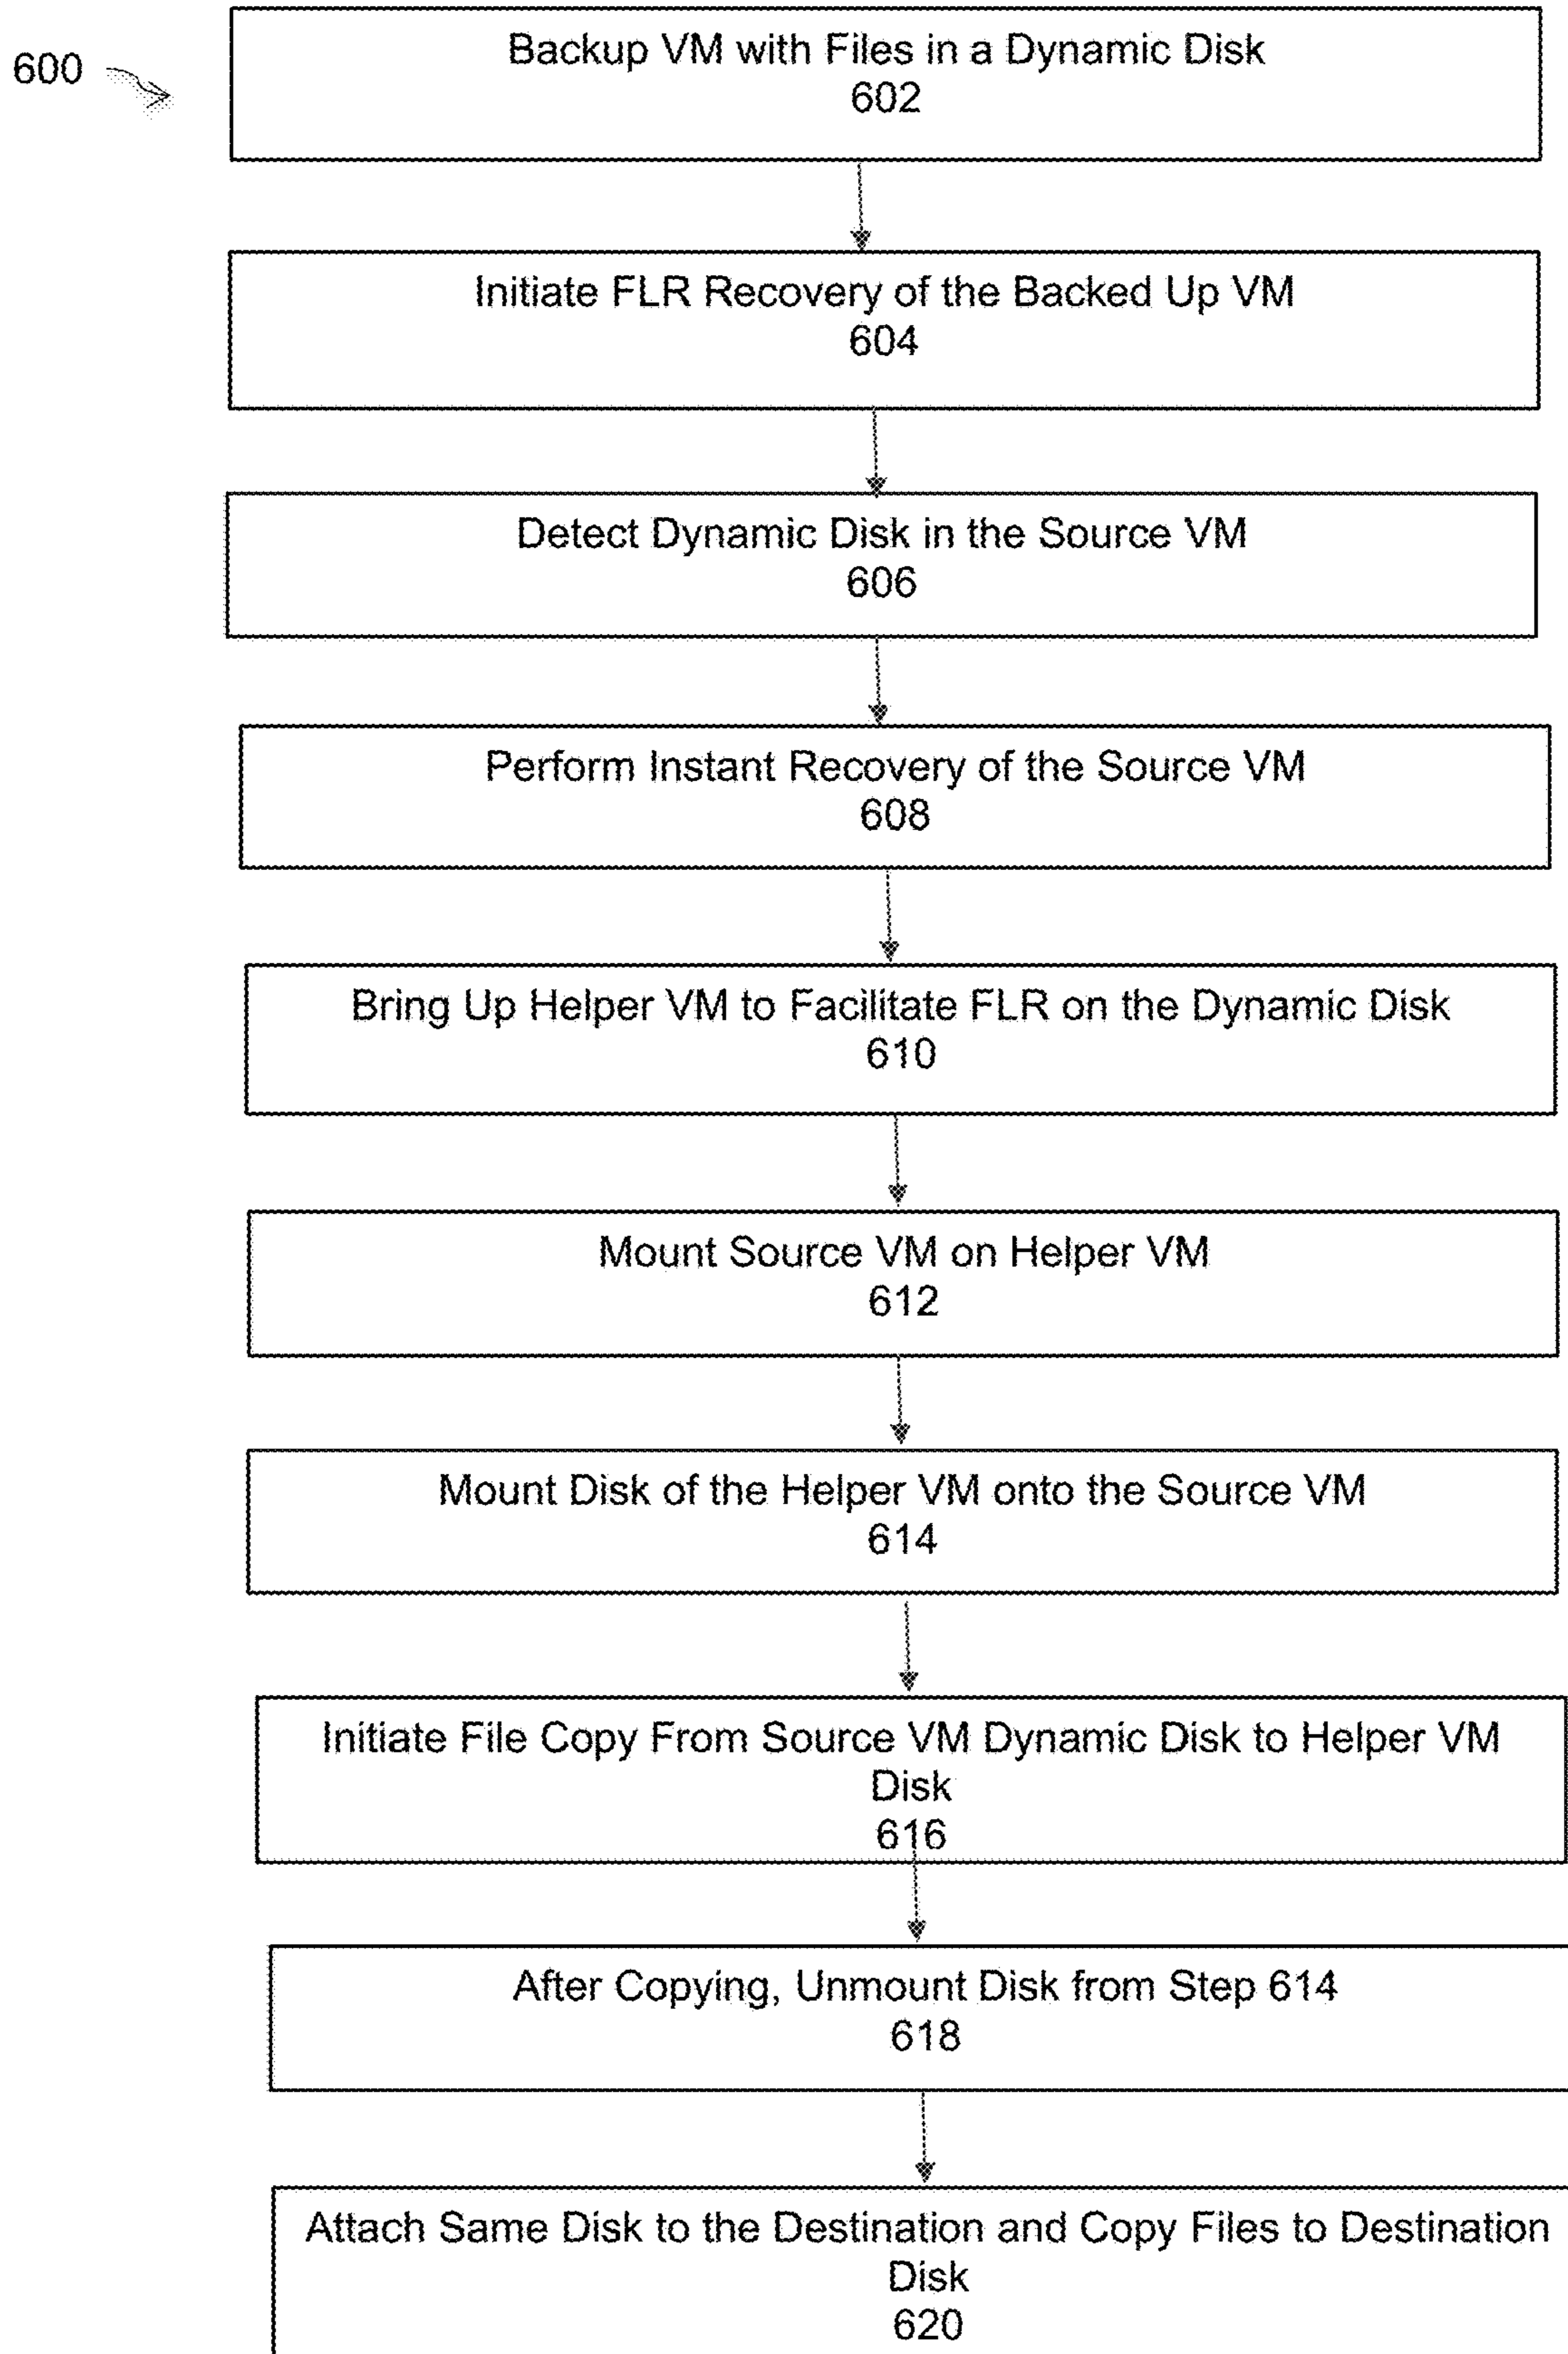 600
Backup VM with Files in a Dynamic Disk
602
Initiate FLR Recovery of the Backed Up VM
604
Detect Dynamic Disk in the Source VM
606
Perform Instant Recovery of the Source VM
608
Bring Up Helper VM to Facilitate FLR on the Dynamic Disk
610
Mount Source VM on Helper VM
612
Mount Disk of the Helper VM onto the Source VM
614
Initiate File Copy From Source VM Dynamic Disk to Helper VM
Disk
616
After Copying, Unmount Disk from Step 614
618
Attach Same Disk to the Destination and Copy Files to Destination
Disk
620